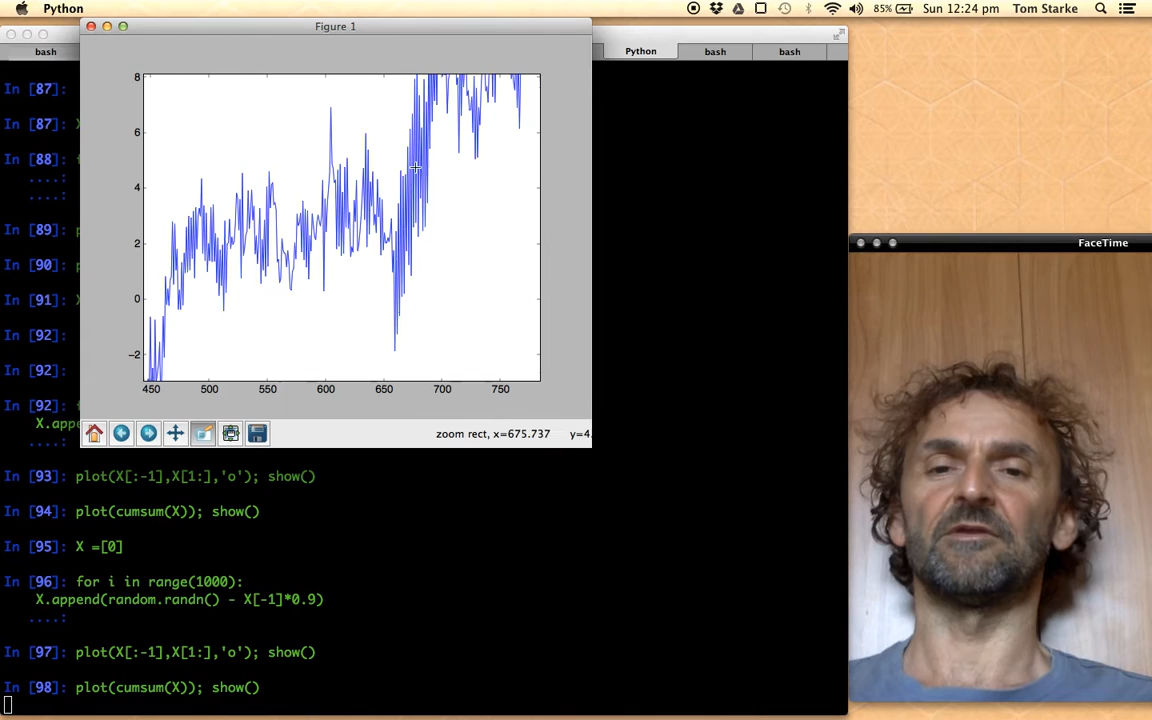 Python
85%
Sun 12:24 pm
Tom Starke
Figure 1
bash
Python
bash
bash
8
6
4
2
0
−2
450
500
550
600
650
700
750
zoom rect, x=675.737 y=4.
FaceTime
In [87]:
In [87]:
In [88]:
....:
....:
In [89]:
In [90]:
In [91]:
In [92]:
In [92]:
In [92]:
X.appe
....:
In [93]: plot(X[:-1],X[1:],'o'); show()
In [94]: plot(cumsum(X)); show()
In [95]: X =[0]
In [96]: for i in range(1000):
X.append(random.randn() - X[-1]*0.9)
....:
In [97]: plot(X[:-1],X[1:],'o'); show()
In [98]: plot(cumsum(X)); show()